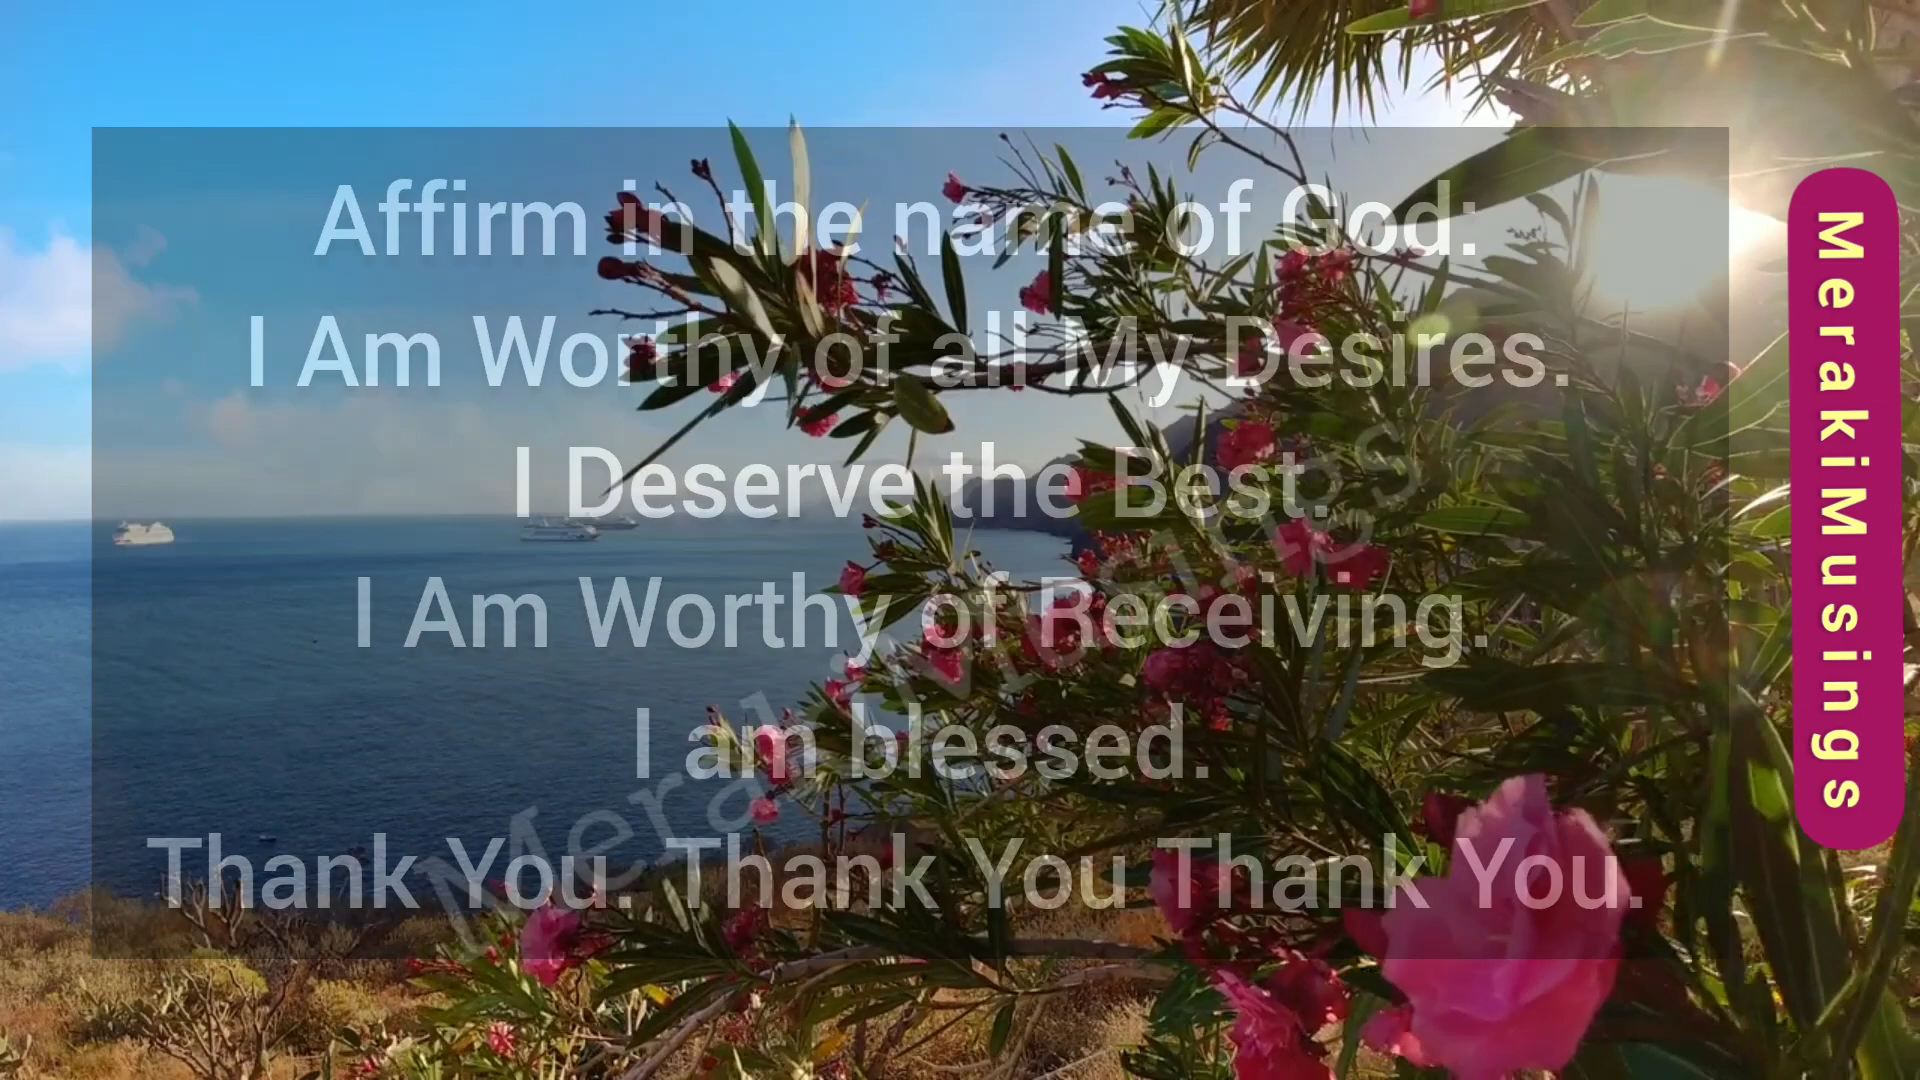 Affirm in the name of God:
I Am Worthy of all My Desires.
I Deserve the Best.
I Am Worthy of Receiving.
I am blessed.
Thank You. Thank You Thank You.
MerakiMusings
MerakiMusings